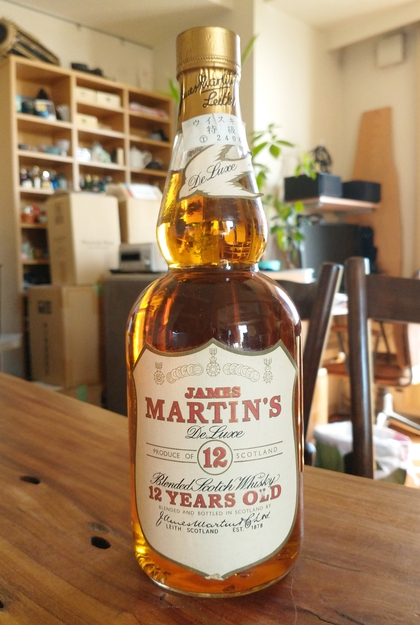 Leith
ウイスキー
特級
De Luxe
JAMES
MARTIN'S
De Luxe
PRODUCE OF 12 SCOTLAND
Blended Scotch Whisky
12 YEARS OLD
BLENDED AND BOTTLED IN SCOTLAND BY
James Martin & Co Ltd.
LEITH SCOTLAND EST. 1878